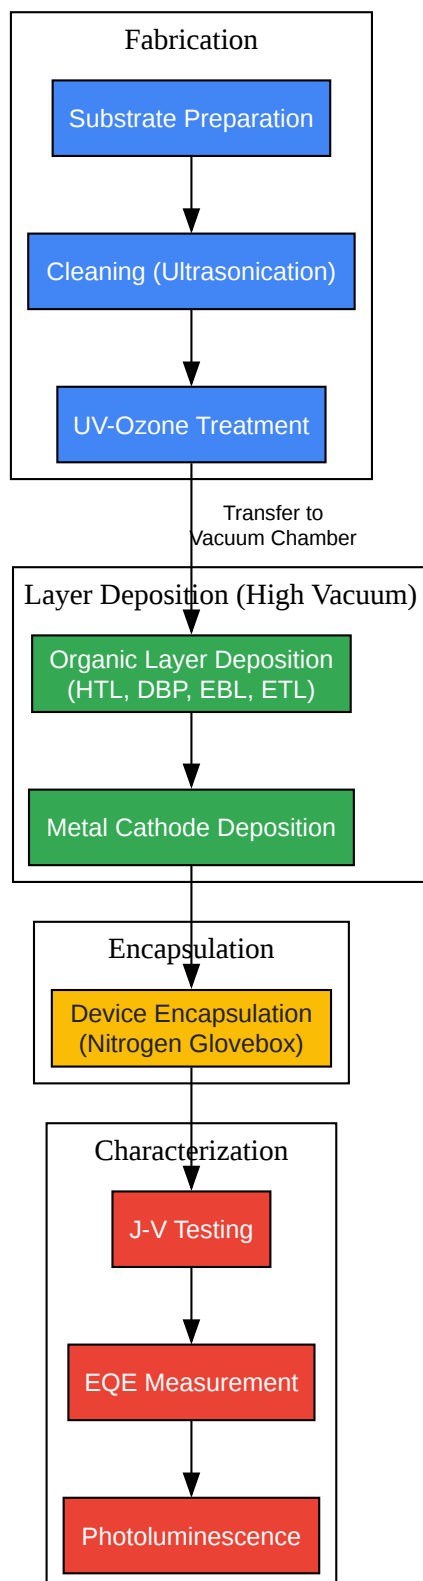 Fabrication
Substrate Preparation
Cleaning (Ultrasonication)
UV-Ozone Treatment
Transfer to
Vacuum Chamber
Layer Deposition (High Vacuum)
Organic Layer Deposition
(HTL, DBP, EBL, ETL)
Metal Cathode Deposition
Encapsulation
Device Encapsulation
(Nitrogen Glovebox)
Characterization
J-V Testing
EQE Measurement
Photoluminescence